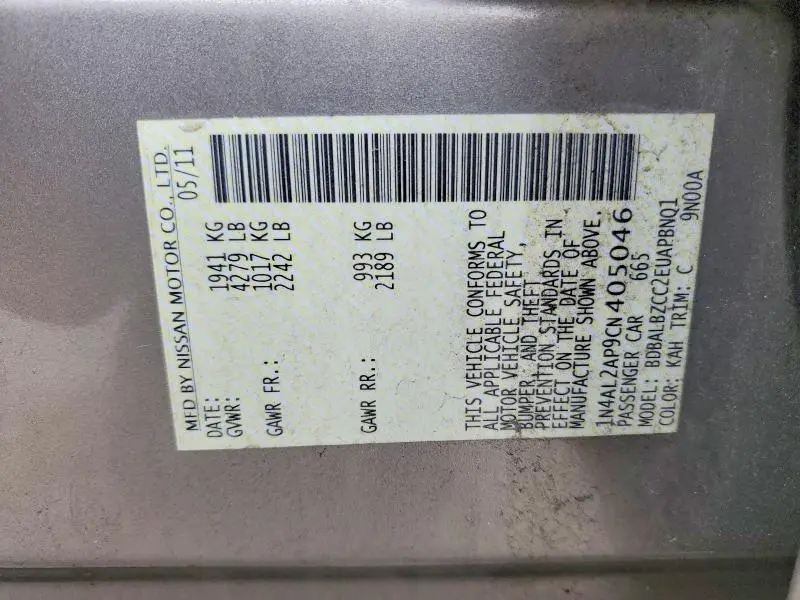 MFD BY NISSAN MOTOR CO., LTD.
DATE: 05/11
GVWR: 1941 KG
4279 LB
GAWR FR.: 1017 KG
2242 LB
GAWR RR.: 993 KG
2189 LB
THIS VEHICLE CONFORMS TO
ALL APPLICABLE FEDERAL
MOTOR VEHICLE SAFETY,
BUMPER, AND THEFT
PREVENTION STANDARDS IN
EFFECT ON THE DATE OF
MANUFACTURE SHOWN ABOVE.
1N4AL2AP9CN405046
PASSENGER CAR 665
MODEL: BDBALBZCC2EUAPBNQ1
COLOR: KAH TRIM: C 9N00A